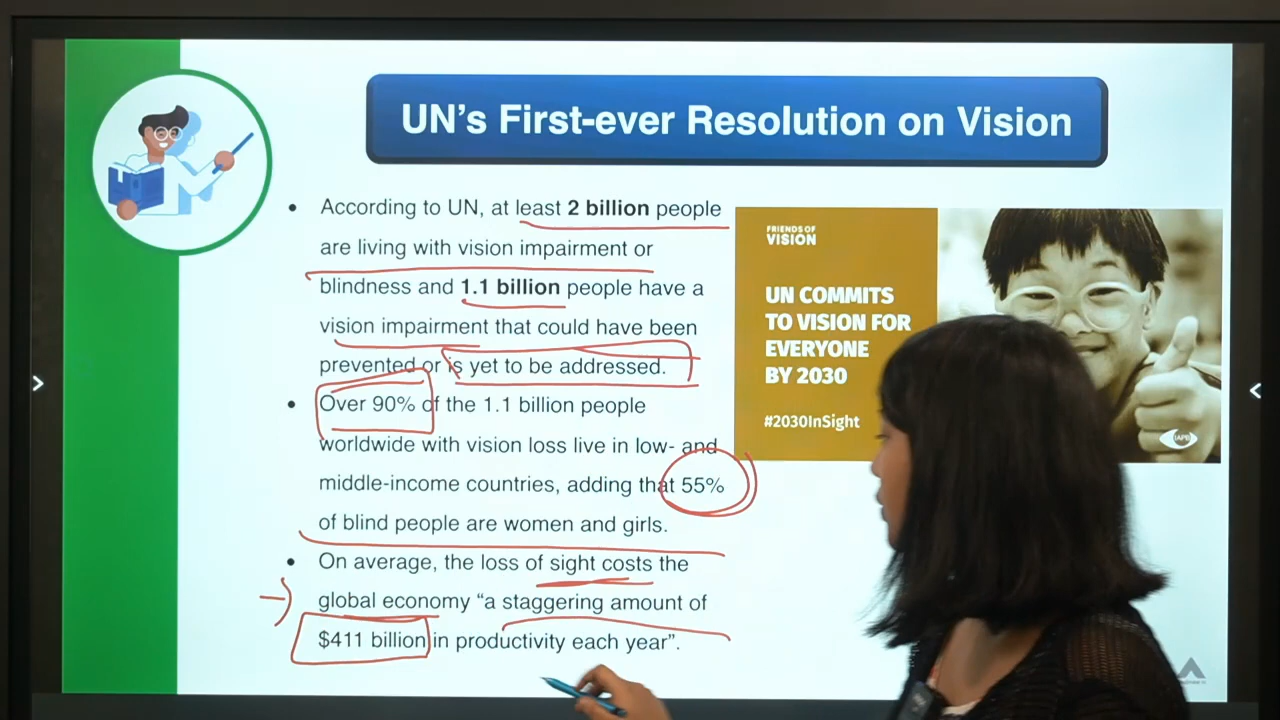 UN's First-ever Resolution on Vision
• According to UN, at least 2 billion people
are living with vision impairment or
blindness and 1.1 billion people have a
vision impairment that could have been
prevented or is yet to be addressed.
• Over 90% of the 1.1 billion people
worldwide with vision loss live in low- and
middle-income countries, adding that 55%
of blind people are women and girls.
• On average, the loss of sight costs the
global economy “a staggering amount of
$411 billion in productivity each year”.
FRIENDS OF
VISION
UN COMMITS
TO VISION FOR
EVERYONE
BY 2030
#2030InSight
IAPB